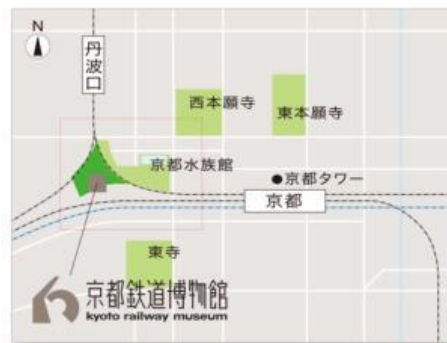 N
丹波口
西本願寺
東本願寺
京都水族館
京都タワー
京都
東寺
京都鉄道博物館
kyoto railway museum